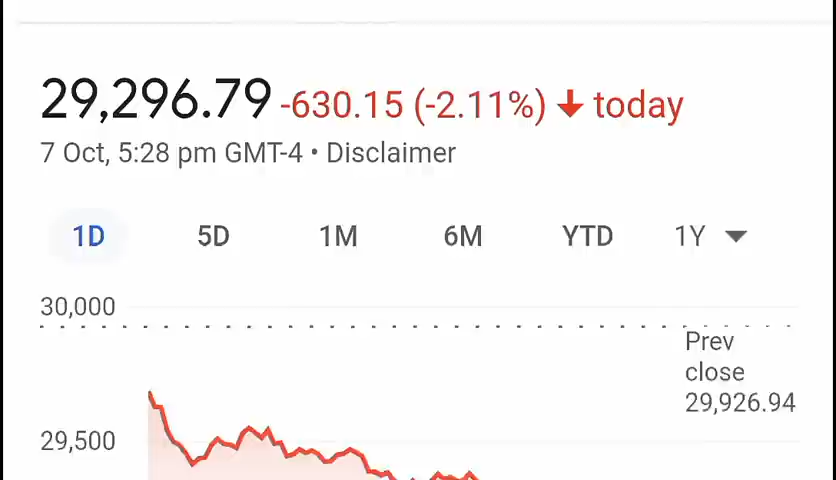 29,296.79 -630.15 (-2.11%) ↓ today
7 Oct, 5:28 pm GMT-4 • Disclaimer
1D 5D 1M 6M YTD 1Y
30,000
Prev
close
29,926.94
29,500